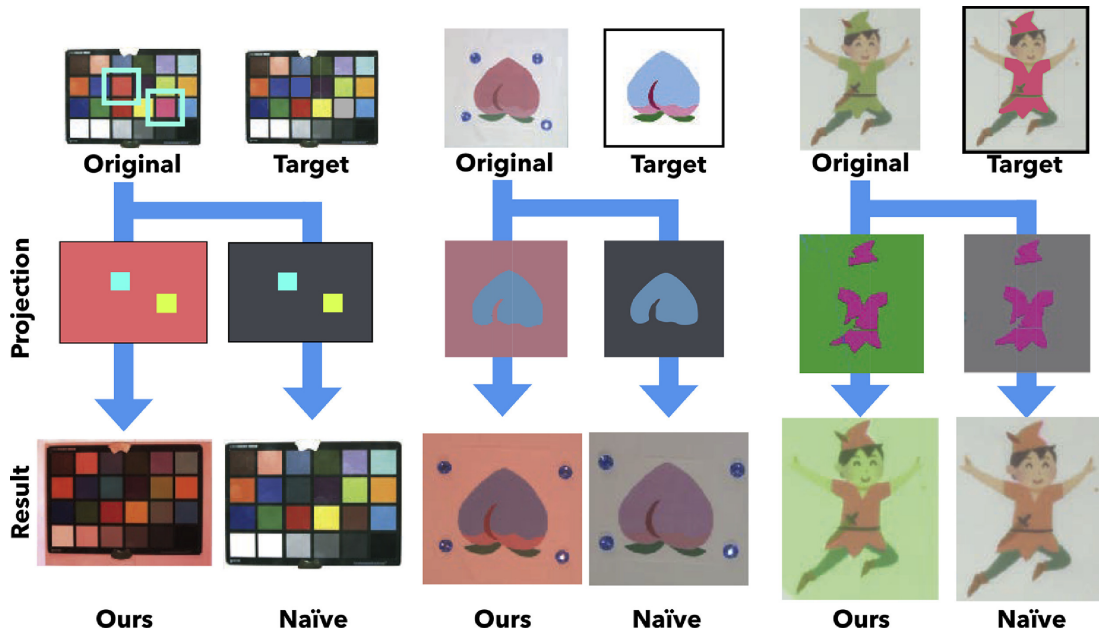 Original Target Original Target Original Target
Projection
Result
Ours Naïve Ours Naïve Ours Naïve